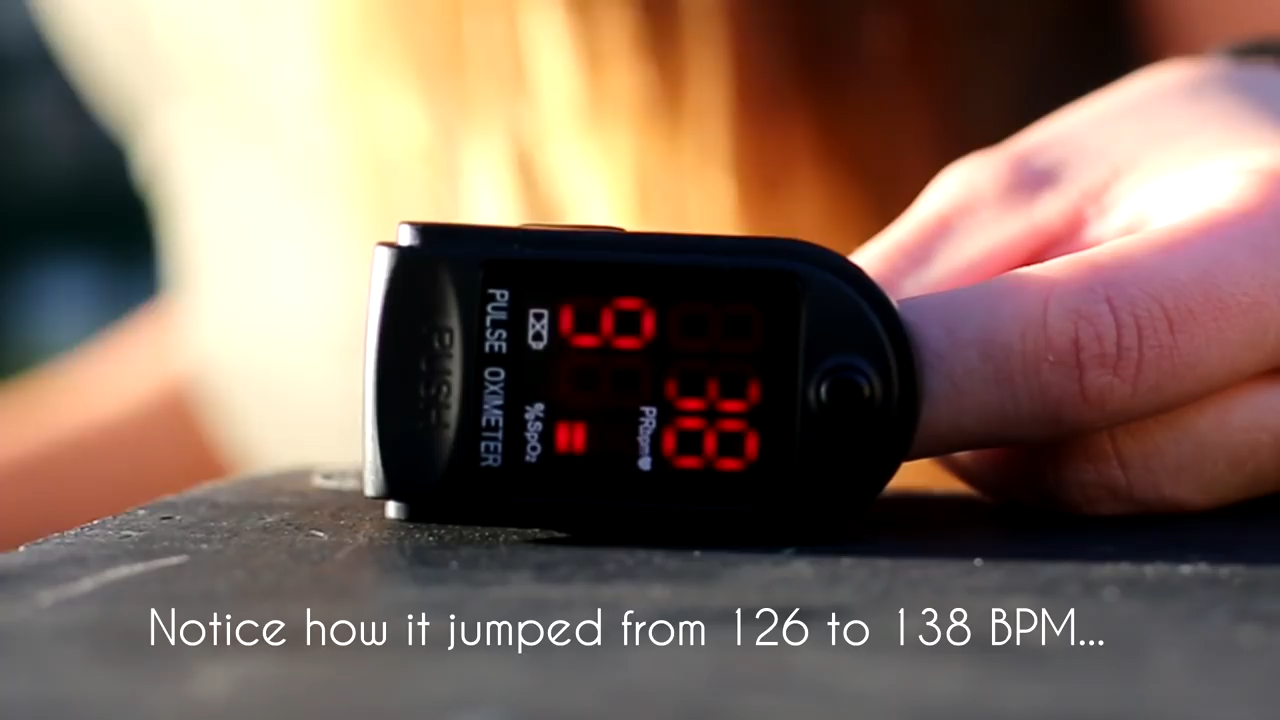 PUSH
PULSE OXIMETER
%SpO₂
PRbpm
Notice how it jumped from 126 to 138 BPM...